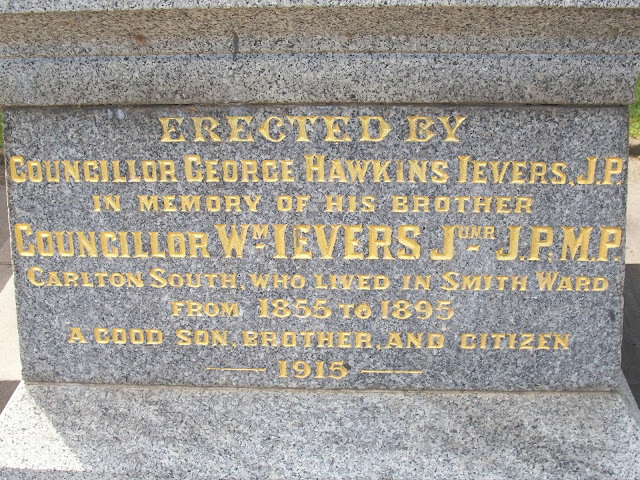 ERECTED BY
COUNCILLOR GEORGE HAWKINS IEVERS, J.P.
IN MEMORY OF HIS BROTHER
COUNCILLOR WM. IEVERS JUNR. J.P., M.P.
CARLTON SOUTH, WHO LIVED IN SMITH WARD
FROM 1855 TO 1895
A GOOD SON, BROTHER, AND CITIZEN
1915